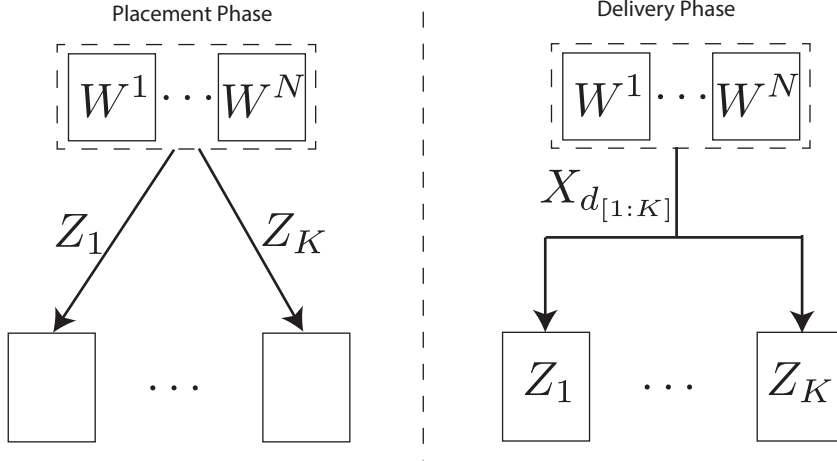 Placement Phase
W^1 ··· W^N
Z_1
Z_K
···
Delivery Phase
W^1 ··· W^N
X_{d_{[1:K]}}
Z_1 ··· Z_K